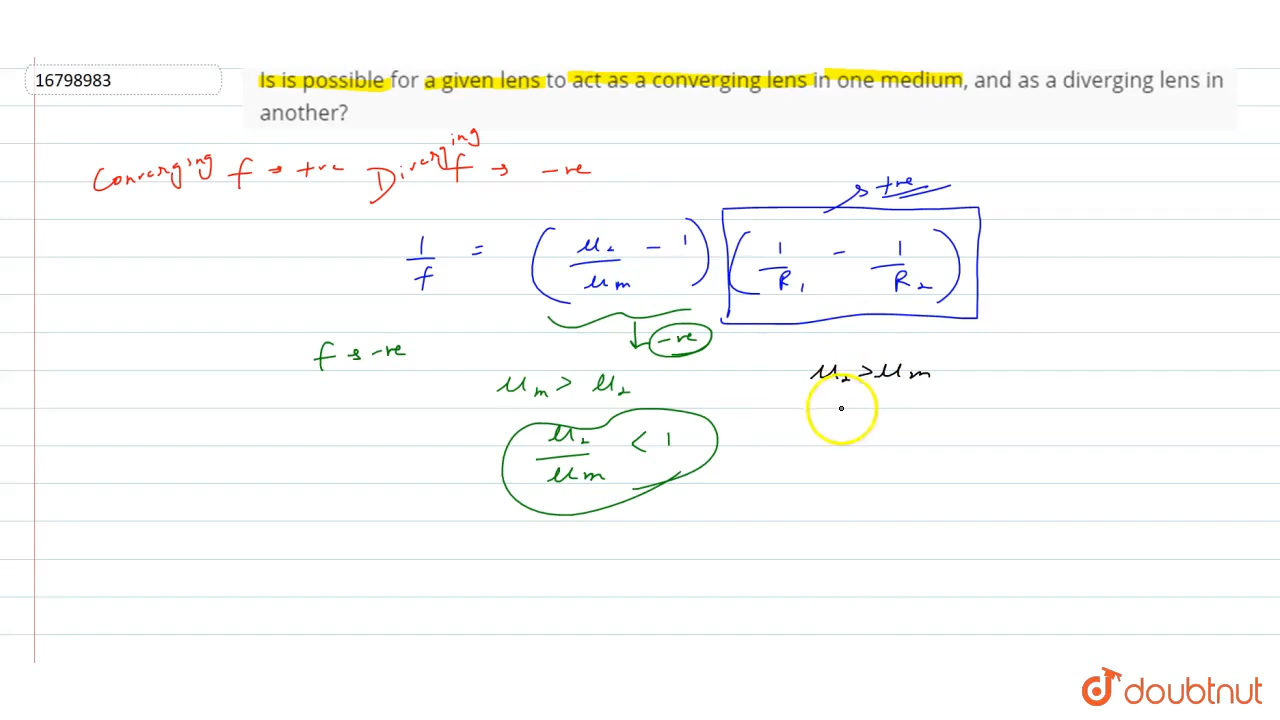 16798983
Is is possible for a given lens to act as a converging lens in one medium, and as a diverging lens in
another?
Converging f → +ve Diverging f → -ve
→ +ve
1/f = (μ₂/μm - 1) (1/R₁ - 1/R₂)
-ve
f → -ve
μm > μ₂
μ₂ > μm
μ₂/μm < 1
doubtnut